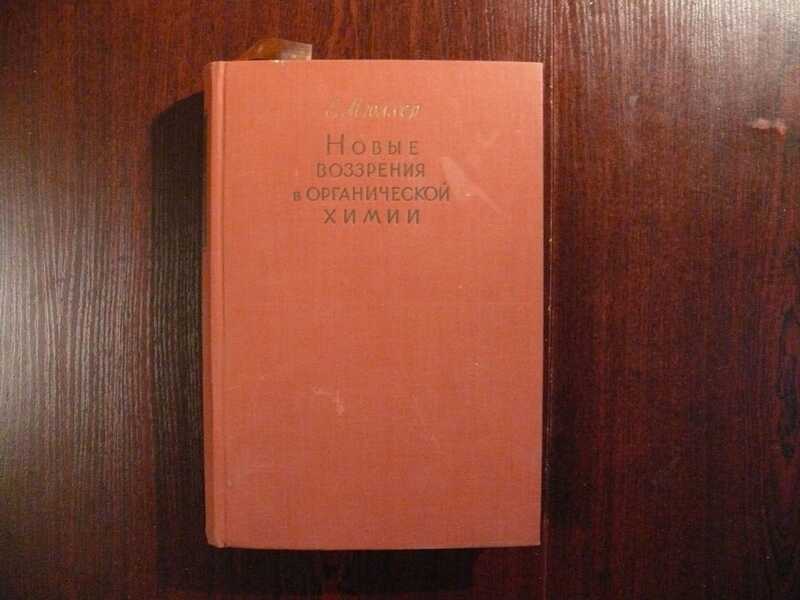 Е. Мюллер
Новые
воззрения
в органической
химии